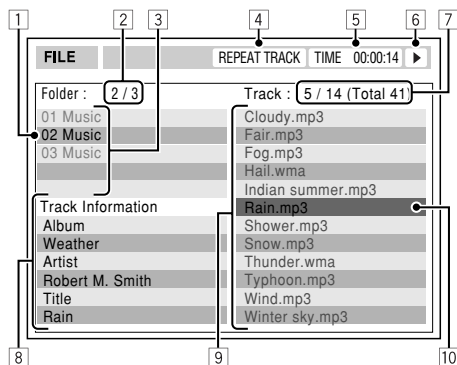 1 2 3 4 5 6 7
FILE REPEAT TRACK TIME 00:00:14
Folder : 2 / 3 Track : 5 / 14 (Total 41)
01 Music Cloudy.mp3
02 Music Fair.mp3
03 Music Fog.mp3
Hail.wma
Indian summer.mp3
Track Information Rain.mp3
Album Shower.mp3
Weather Snow.mp3
Artist Thunder.wma
Robert M. Smith Typhoon.mp3
Title Wind.mp3
Rain Winter sky.mp3
8 9 10